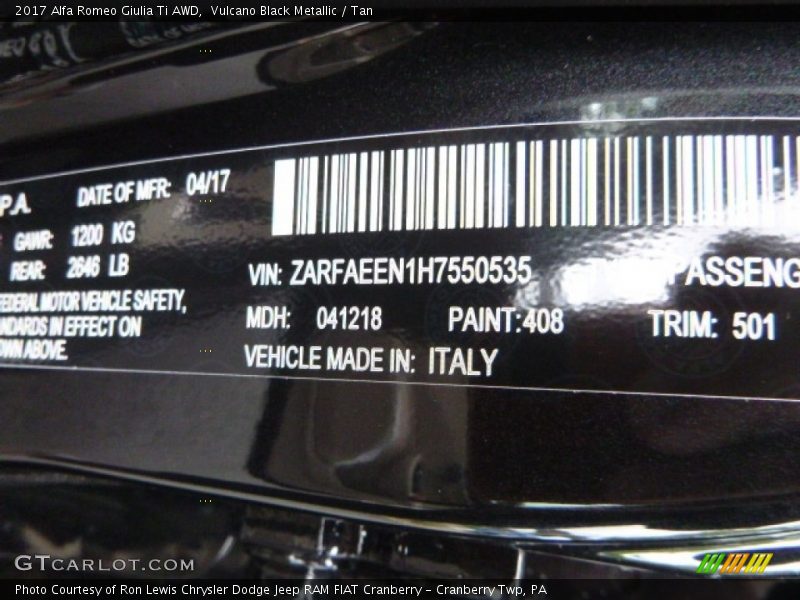 2017 Alfa Romeo Giulia Ti AWD, Vulcano Black Metallic / Tan
P.A. DATE OF MFR: 04/17
GAWR: 1200 KG
REAR: 2646 LB
FEDERAL MOTOR VEHICLE SAFETY,
IN EFFECT ON
ABOVE.
VIN: ZARFAEEN1H7550535 PASSENG
MDH: 041218 PAINT:408 TRIM: 501
VEHICLE MADE IN: ITALY
GTCARLOT.COM
Photo Courtesy of Ron Lewis Chrysler Dodge Jeep RAM FIAT Cranberry – Cranberry Twp, PA